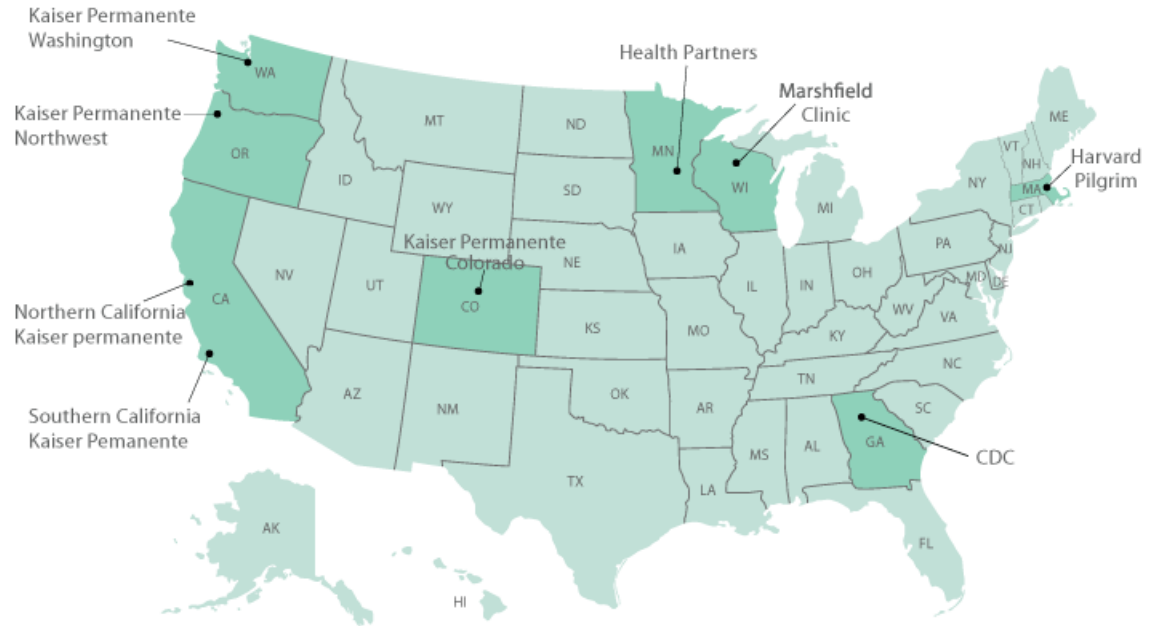 Kaiser Permanente
Washington
Health Partners
Marshfield
Clinic
Kaiser Permanente
Northwest
Harvard
Pilgrim
Kaiser Permanente
Colorado
Northern California
Kaiser permanente
Southern California
Kaiser Pemanente
CDC
WA
MT
ND
MN
ME
VT
NH
OR
ID
SD
WI
NY
MA
CT
WY
MI
IA
PA
NJ
NV
UT
CO
NE
IL
IN
OH
MD
DE
CA
KS
MO
WV
VA
KY
AZ
NM
OK
AR
TN
NC
SC
TX
LA
MS
AL
GA
FL
AK
HI